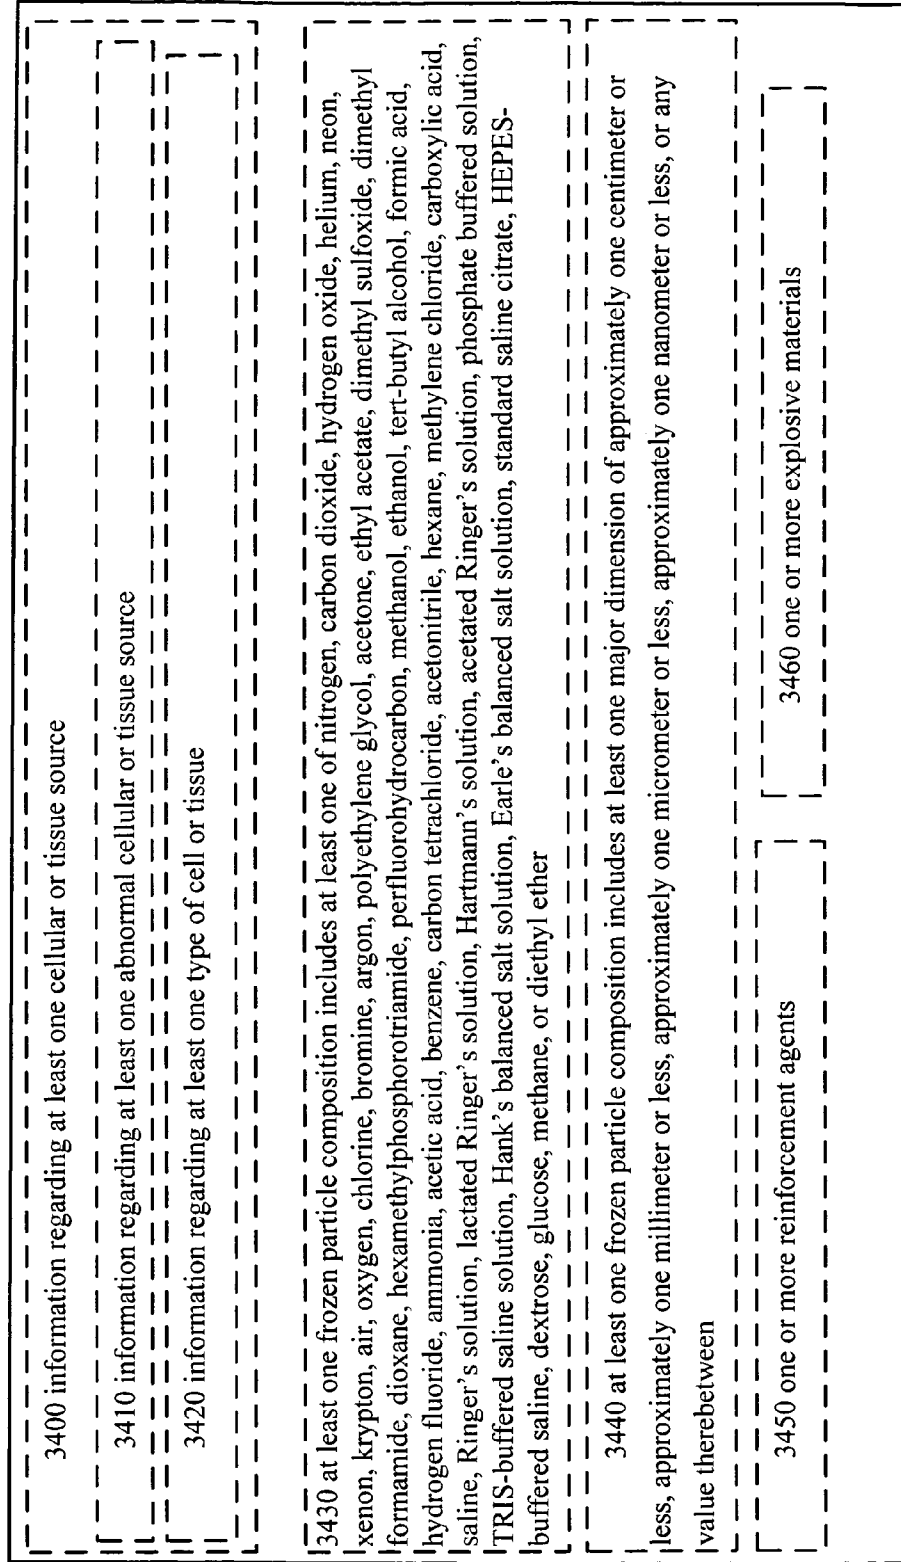 3400 information regarding at least one cellular or tissue source
3410 information regarding at least one abnormal cellular or tissue source
3420 information regarding at least one type of cell or tissue
3430 at least one frozen particle composition includes at least one of nitrogen, carbon dioxide, hydrogen oxide, helium, neon,
xenon, krypton, air, oxygen, chlorine, bromine, argon, polyethylene glycol, acetone, ethyl acetate, dimethyl sulfoxide, dimethyl
formamide, dioxane, hexamethylphosphorotriamide, perfluorohydrocarbon, methanol, ethanol, tert-butyl alcohol, formic acid,
hydrogen fluoride, ammonia, acetic acid, benzene, carbon tetrachloride, acetonitrile, hexane, methylene chloride, carboxylic acid,
saline, Ringer's solution, lactated Ringer's solution, Hartmann's solution, acetated Ringer's solution, phosphate buffered solution,
TRIS-buffered saline solution, Hank's balanced salt solution, Earle's balanced salt solution, standard saline citrate, HEPES-
buffered saline, dextrose, glucose, methane, or diethyl ether
3440 at least one frozen particle composition includes at least one major dimension of approximately one centimeter or
less, approximately one millimeter or less, approximately one micrometer or less, approximately one nanometer or less, or any
value therebetween
3450 one or more reinforcement agents
3460 one or more explosive materials